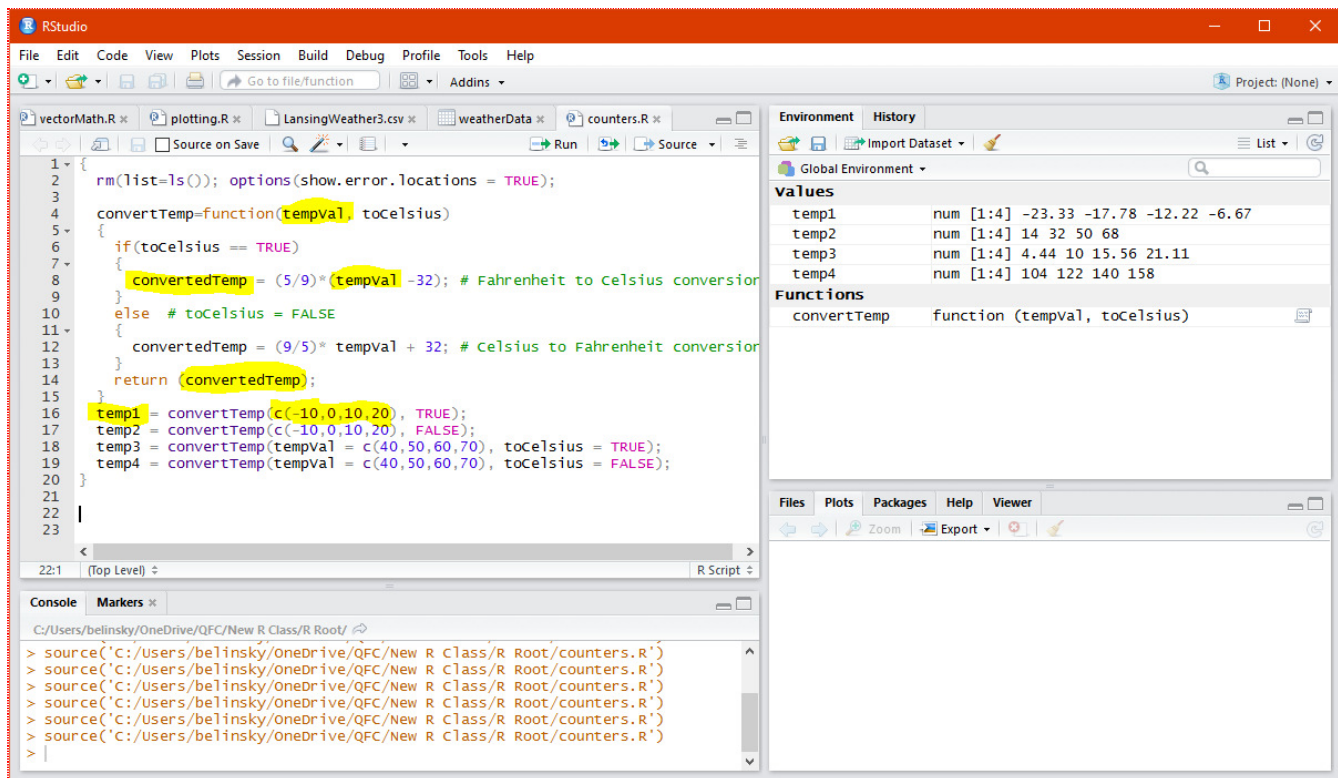 RStudio
File Edit Code View Plots Session Build Debug Profile Tools Help
Go to file/function Addins Project: (None)
vectorMath.R plotting.R LansingWeather3.csv weatherData counters.R
Source on Save Run Source
1 {
2 rm(list=ls()); options(show.error.locations = TRUE);
3
4 convertTemp=function(tempVal, toCelsius)
5 {
6 if(toCelsius == TRUE)
7 {
8 convertedTemp = (5/9)*(tempVal -32); # Fahrenheit to Celsius conversion
9 }
10 else # toCelsius = FALSE
11 {
12 convertedTemp = (9/5)* tempVal + 32; # Celsius to Fahrenheit conversion
13 }
14 return (convertedTemp);
15 }
16 temp1 = convertTemp(c(-10,0,10,20), TRUE);
17 temp2 = convertTemp(c(-10,0,10,20), FALSE);
18 temp3 = convertTemp(tempVal = c(40,50,60,70), toCelsius = TRUE);
19 temp4 = convertTemp(tempVal = c(40,50,60,70), toCelsius = FALSE);
20 }
21
22
23
22:1 (Top Level) R Script
Console Markers
C:/Users/belinsky/OneDrive/QFC/New R Class/R Root/
> source('C:/Users/belinsky/OneDrive/QFC/New R Class/R Root/counters.R')
> source('C:/Users/belinsky/OneDrive/QFC/New R Class/R Root/counters.R')
> source('C:/Users/belinsky/OneDrive/QFC/New R Class/R Root/counters.R')
> source('C:/Users/belinsky/OneDrive/QFC/New R Class/R Root/counters.R')
> source('C:/Users/belinsky/OneDrive/QFC/New R Class/R Root/counters.R')
> source('C:/Users/belinsky/OneDrive/QFC/New R Class/R Root/counters.R')
>
Environment History
Import Dataset List
Global Environment
Values
temp1 num [1:4] -23.33 -17.78 -12.22 -6.67
temp2 num [1:4] 14 32 50 68
temp3 num [1:4] 4.44 10 15.56 21.11
temp4 num [1:4] 104 122 140 158
Functions
convertTemp function (tempVal, toCelsius)
Files Plots Packages Help Viewer
Zoom Export